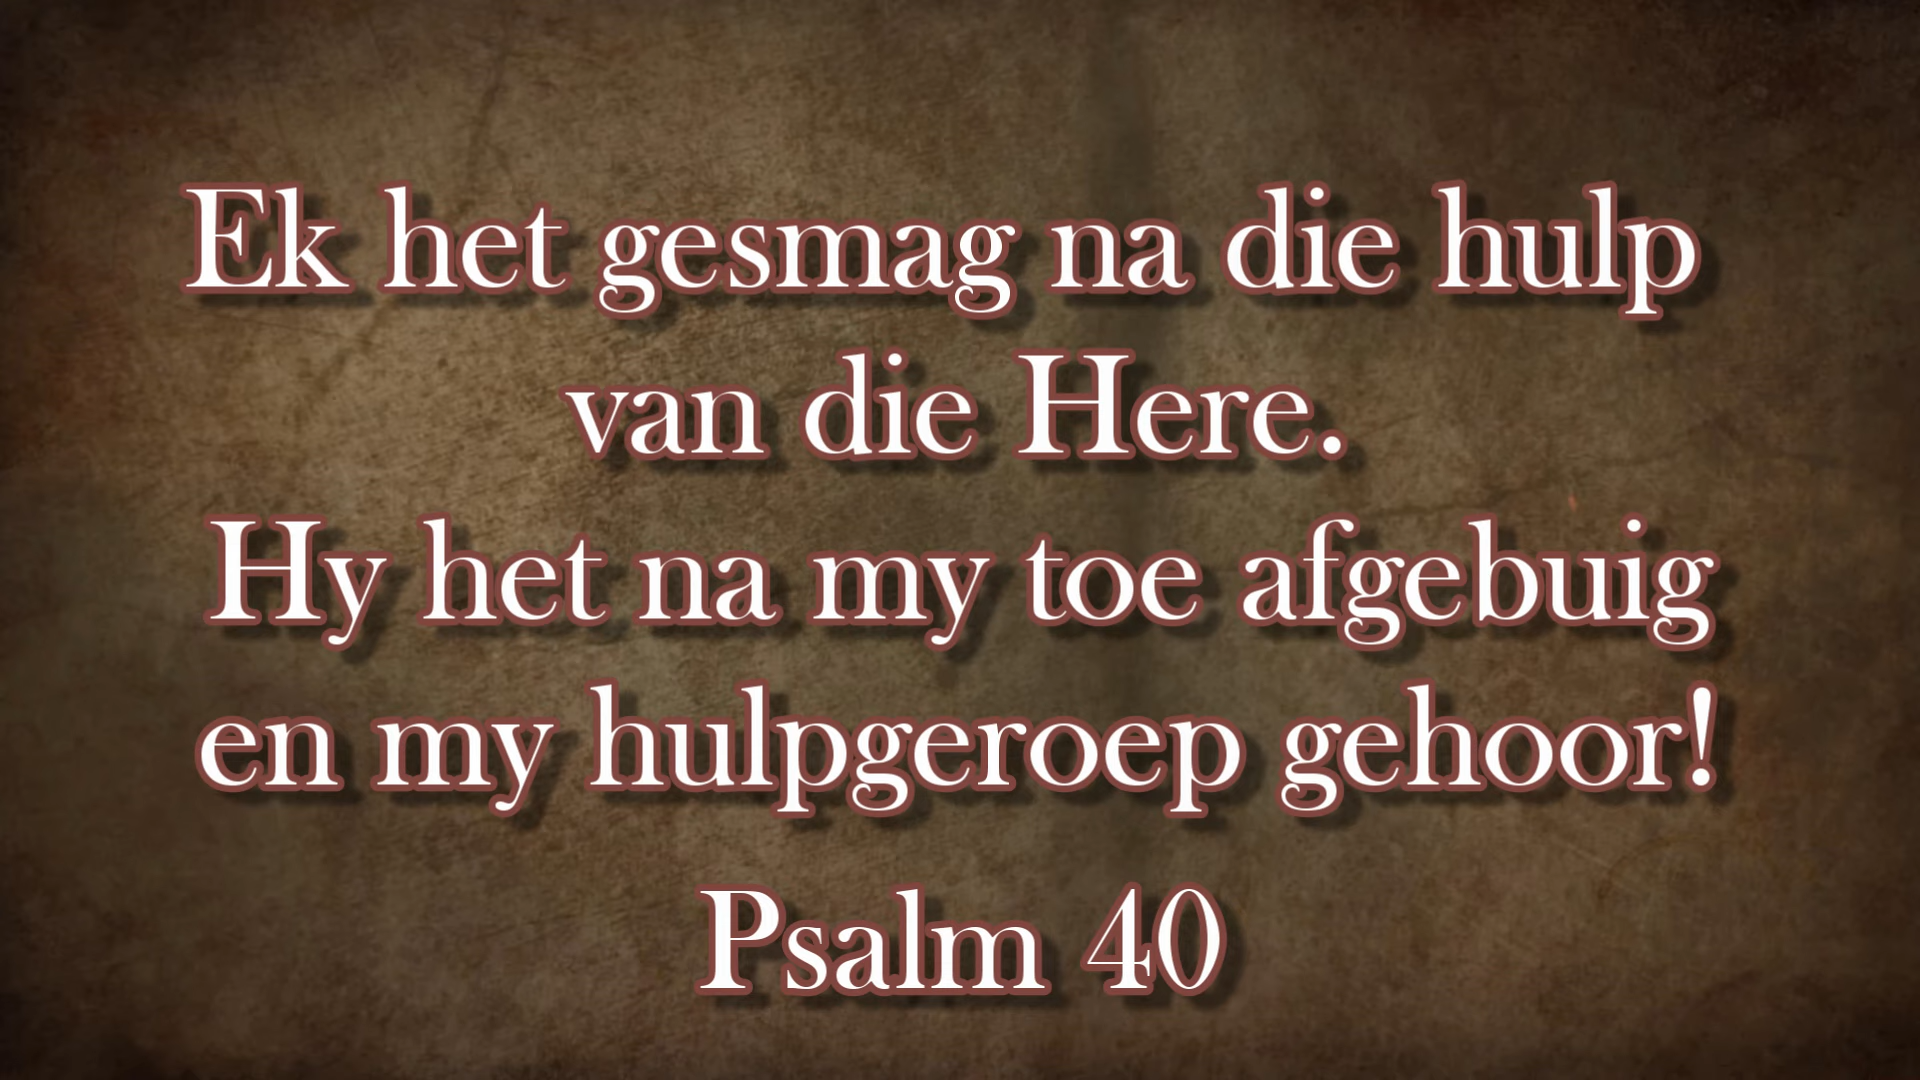 Ek het gesmag na die hulp
van die Here.
Hy het na my toe afgebuig
en my hulpgeroep gehoor!
Psalm 40